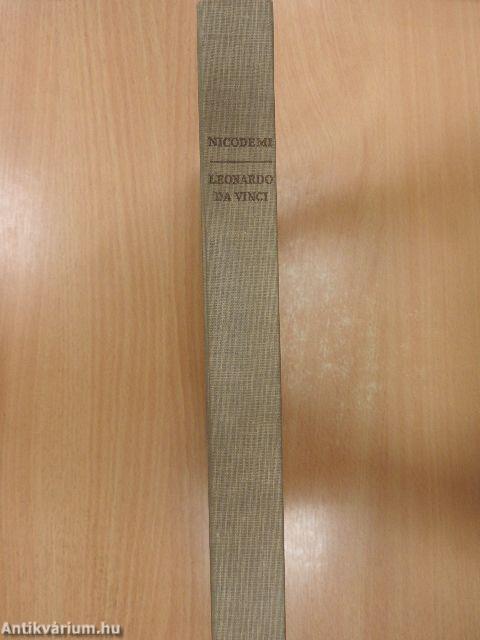 NICODEMI
LEONARDO
DA VINCI
Antikvárium.hu